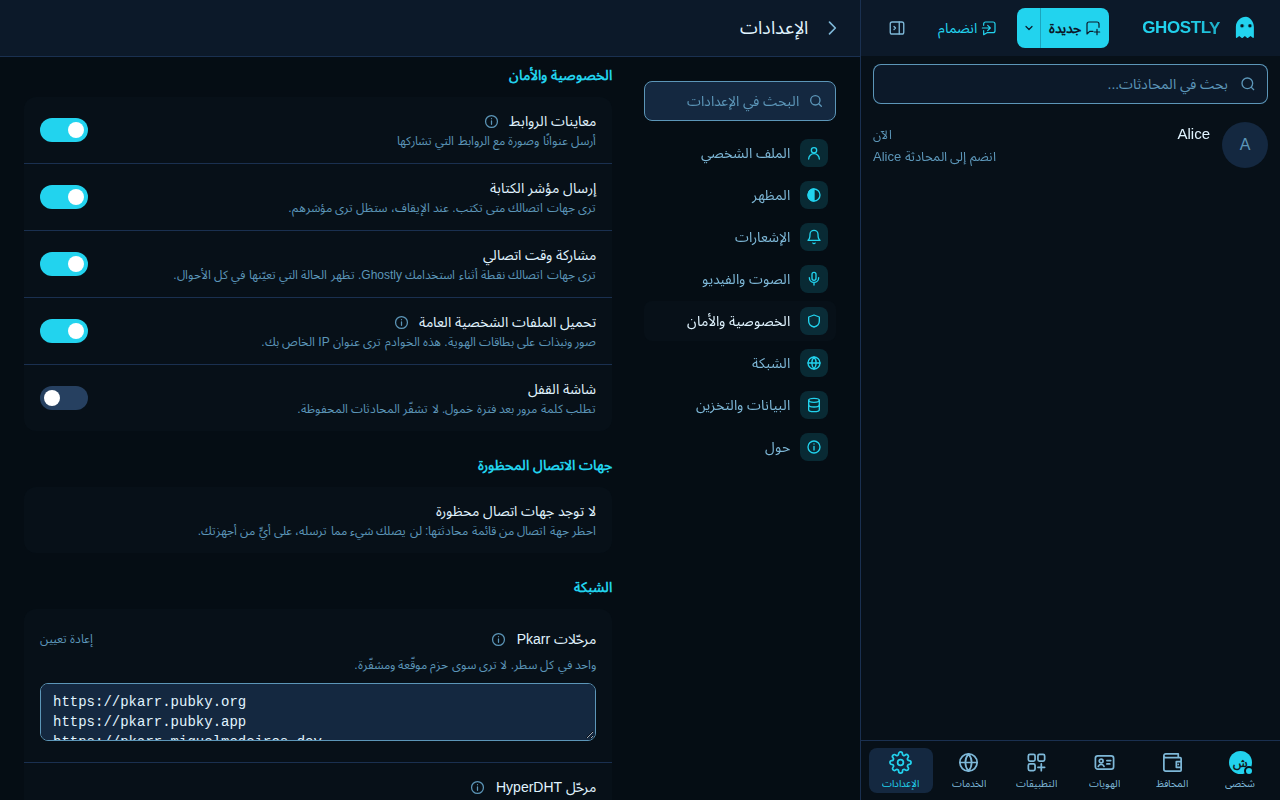 GHOSTLY
جديدة
انضمام
بحث في المحادثات...
A
Alice
الآن
انضم إلى المحادثة Alice
شخصي
المحافظ
الهويات
التطبيقات
الخدمات
الإعدادات
الإعدادات
البحث في الإعدادات
الملف الشخصي
المظهر
الإشعارات
الصوت والفيديو
الخصوصية والأمان
الشبكة
البيانات والتخزين
حول
الخصوصية والأمان
معاينات الروابط
أرسل عنوانًا وصورة مع الروابط التي تشاركها
إرسال مؤشر الكتابة
ترى جهات اتصالك متى تكتب. عند الإيقاف، ستظل ترى مؤشرهم.
مشاركة وقت اتصالي
ترى جهات اتصالك نقطة أثناء استخدامك Ghostly. تظهر الحالة التي تعيّنها في كل الأحوال.
تحميل الملفات الشخصية العامة
صور ونبذات على بطاقات الهوية. هذه الخوادم ترى عنوان IP الخاص بك.
شاشة القفل
تطلب كلمة مرور بعد فترة خمول. لا تشفّر المحادثات المحفوظة.
جهات الاتصال المحظورة
لا توجد جهات اتصال محظورة
احظر جهة اتصال من قائمة محادثتها: لن يصلك شيء مما ترسله، على أيٍّ من أجهزتك.
الشبكة
مرحّلات Pkarr
إعادة تعيين
واحد في كل سطر. لا ترى سوى حزم موقّعة ومشفّرة.
https://pkarr.pubky.org
https://pkarr.pubky.app
https://pkarr.miguelmedeiros.dev
مرحّل HyperDHT